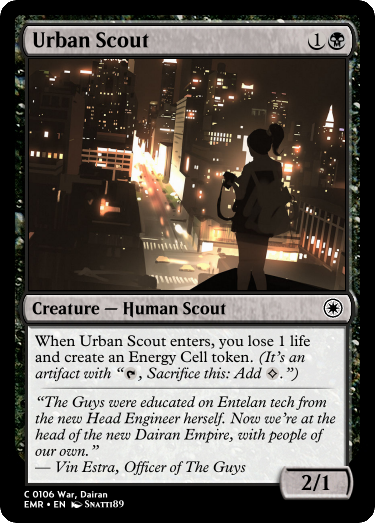 Urban Scout 1
Creature — Human Scout
When Urban Scout enters, you lose 1 life
and create an Energy Cell token. (It's an
artifact with “, Sacrifice this: Add .”)
“The Guys were educated on Entelan tech from
the new Head Engineer herself. Now we're at the
head of the new Dairan Empire, with people of
our own.”
— Vin Estra, Officer of The Guys
2/1
C 0106 War, Dairan
EMR • EN Snatti89